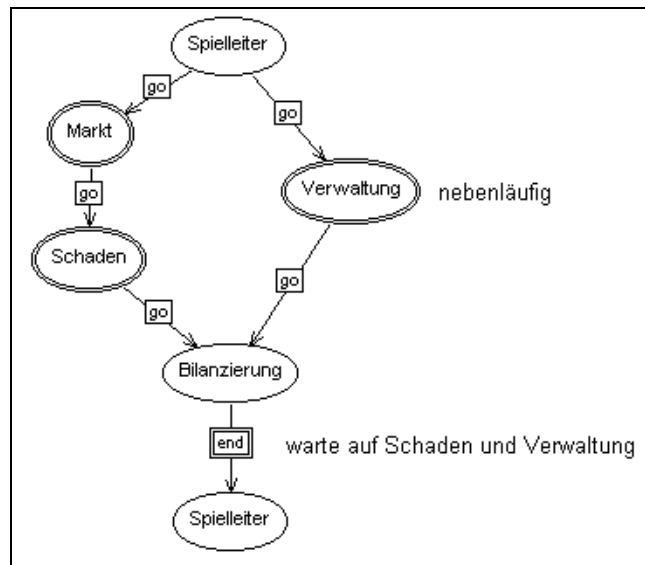 Spielleiter
go
go
Markt
Verwaltung
nebenläufig
go
Schaden
go
go
Bilanzierung
end
warte auf Schaden und Verwaltung
Spielleiter